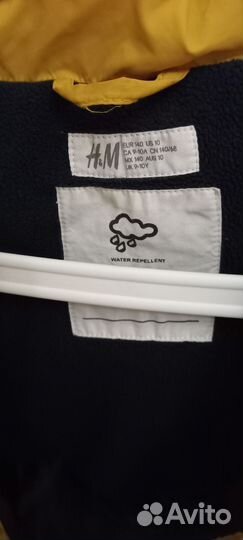 H&M
EUR 140 US 10
CA 9-10A CN 140/68
MX 140 AUS 10
UK 9-10Y
WATER REPELLENT
Avito